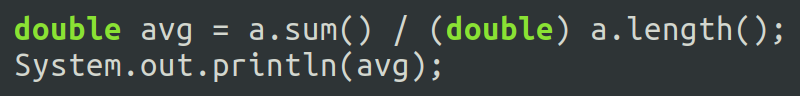 double avg = a.sum() / (double) a.length();
System.out.println(avg);